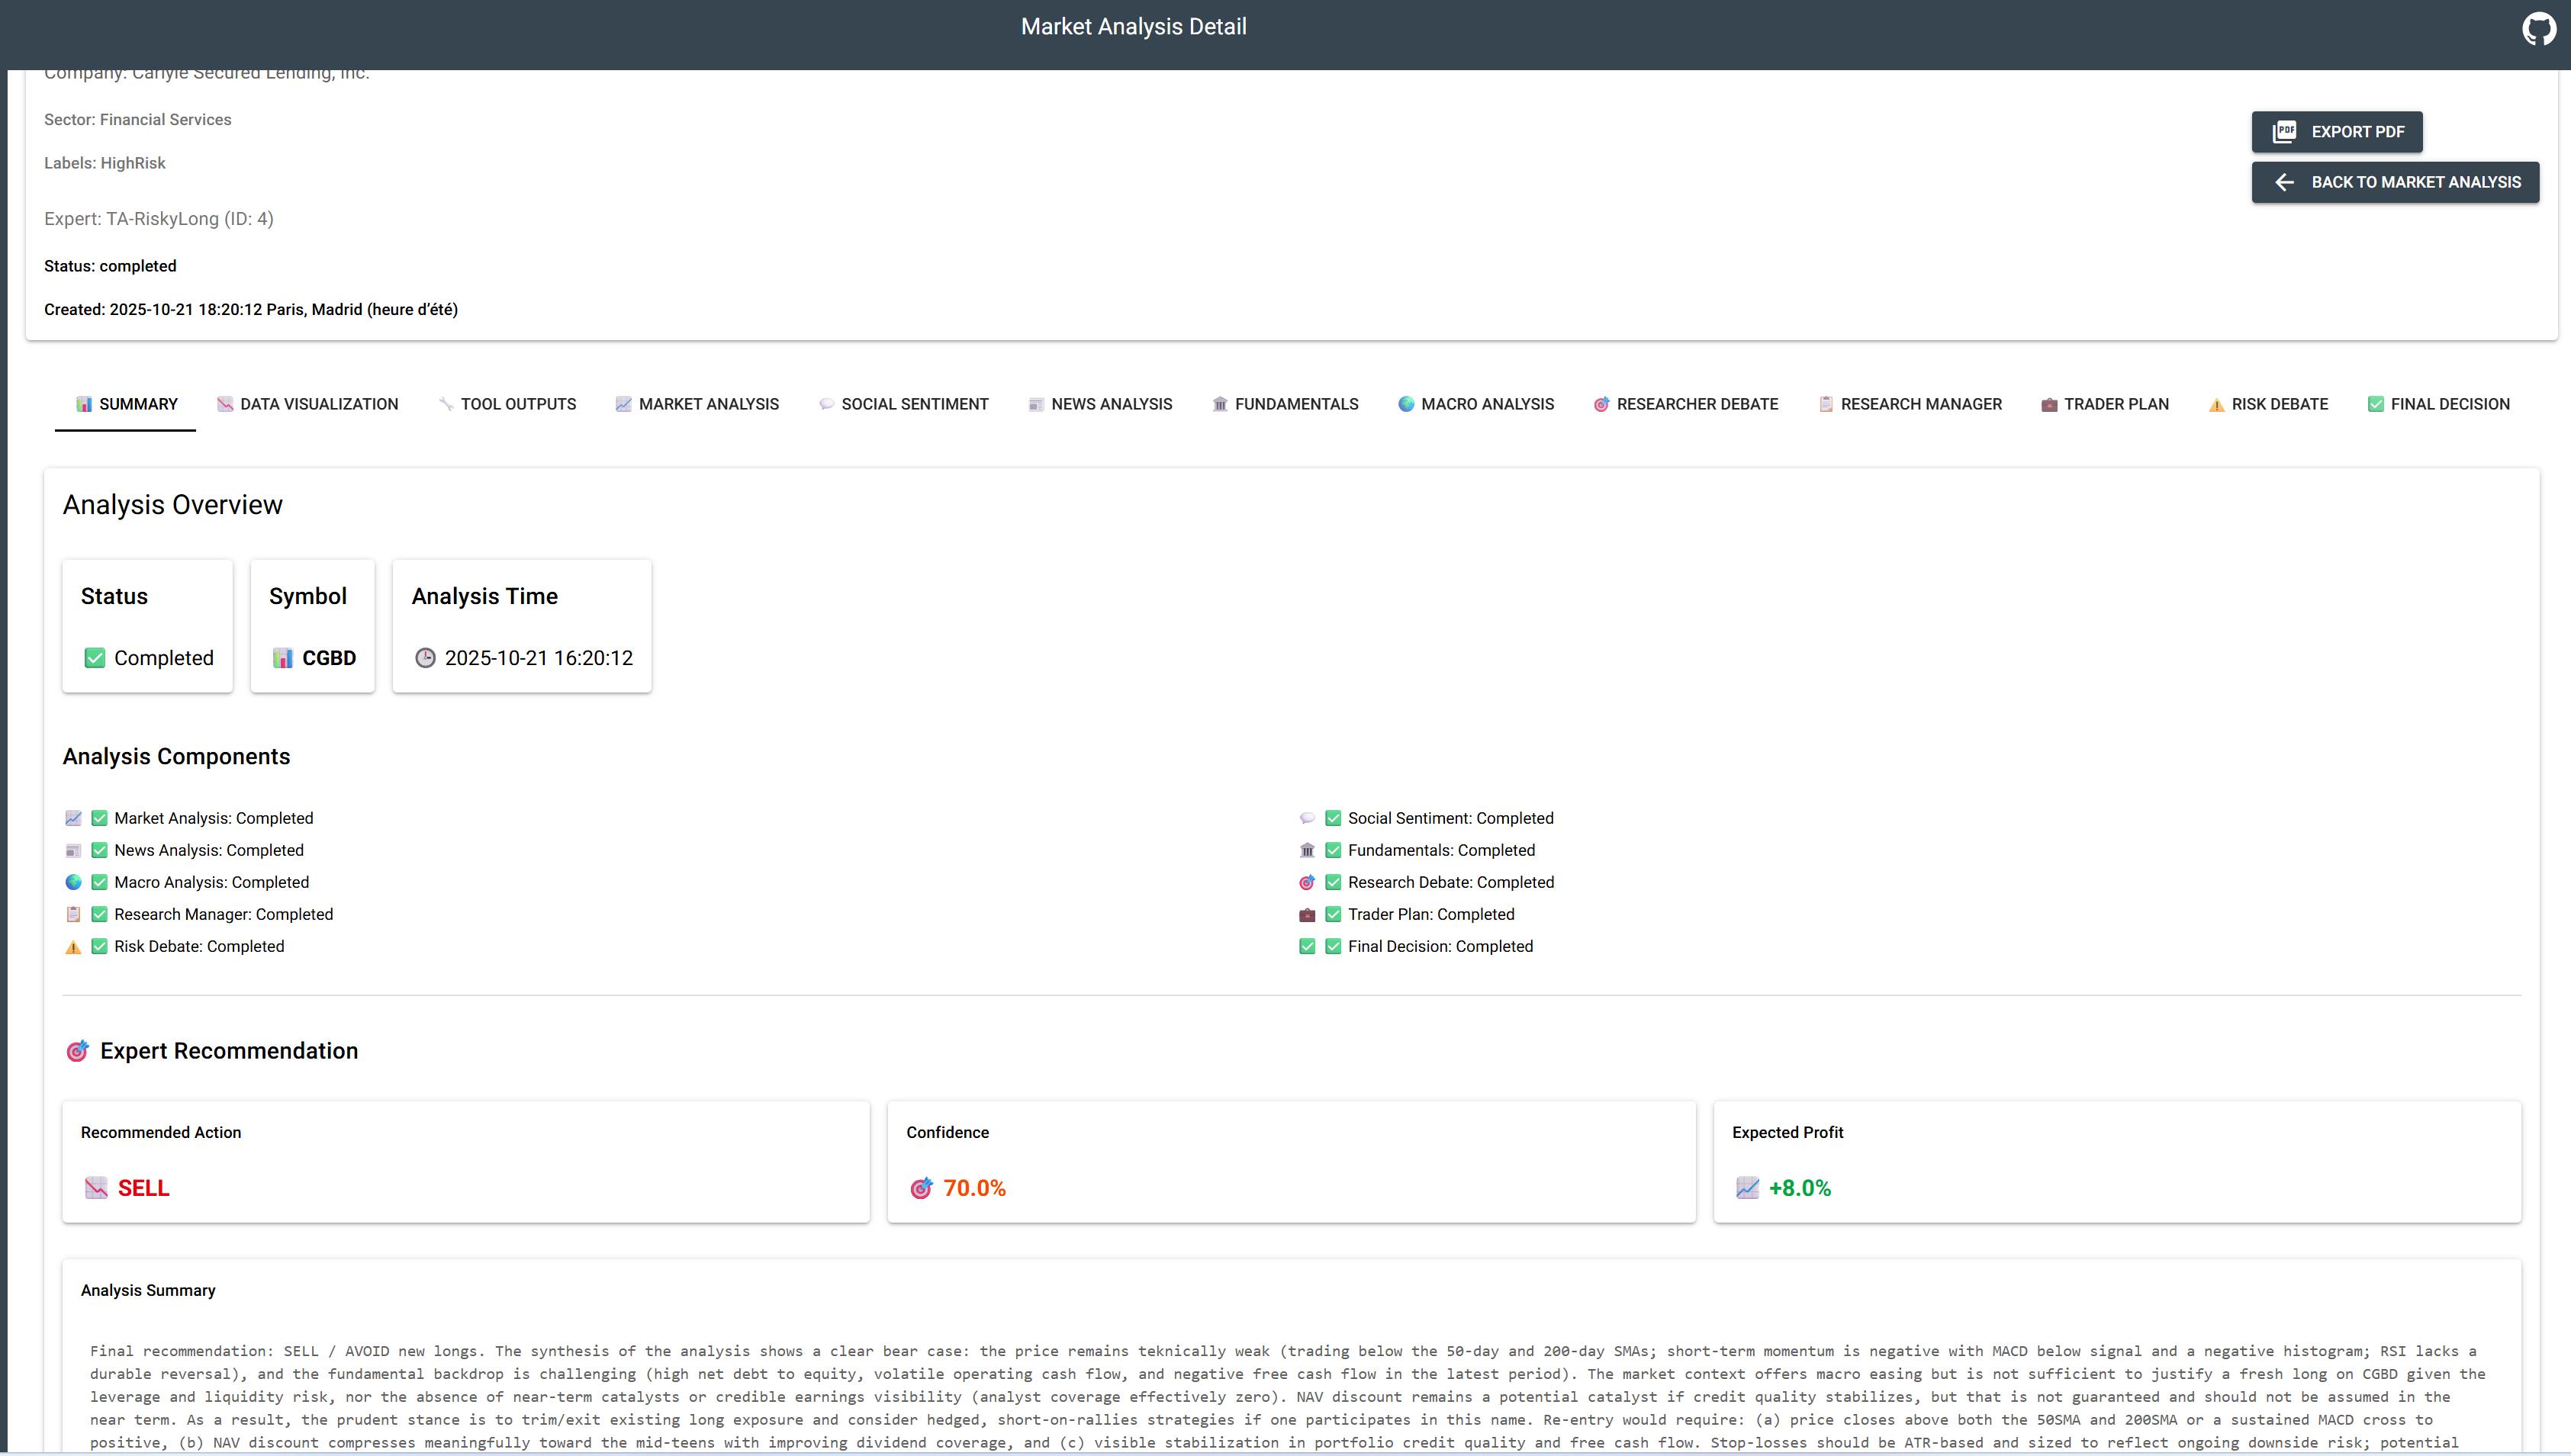 Market Analysis Detail
Company: Carlyle Secured Lending, Inc.
Sector: Financial Services
Labels: HighRisk
Expert: TA-RiskyLong (ID: 4)
Status: completed
Created: 2025-10-21 18:20:12 Paris, Madrid (heure d’été)
PDF EXPORT PDF
BACK TO MARKET ANALYSIS
SUMMARY DATA VISUALIZATION TOOL OUTPUTS MARKET ANALYSIS SOCIAL SENTIMENT NEWS ANALYSIS FUNDAMENTALS MACRO ANALYSIS RESEARCHER DEBATE RESEARCH MANAGER TRADER PLAN RISK DEBATE FINAL DECISION
Analysis Overview
Status
Completed
Symbol
CGBD
Analysis Time
2025-10-21 16:20:12
Analysis Components
Market Analysis: Completed
Social Sentiment: Completed
News Analysis: Completed
Fundamentals: Completed
Macro Analysis: Completed
Research Debate: Completed
Research Manager: Completed
Trader Plan: Completed
Risk Debate: Completed
Final Decision: Completed
Expert Recommendation
Recommended Action
SELL
Confidence
70.0%
Expected Profit
+8.0%
Analysis Summary
Final recommendation: SELL / AVOID new longs. The synthesis of the analysis shows a clear bear case: the price remains teknically weak (trading below the 50-day and 200-day SMAs; short-term momentum is negative with MACD below signal and a negative histogram; RSI lacks a
durable reversal), and the fundamental backdrop is challenging (high net debt to equity, volatile operating cash flow, and negative free cash flow in the latest period). The market context offers macro easing but is not sufficient to justify a fresh long on CGBD given the
leverage and liquidity risk, nor the absence of near-term catalysts or credible earnings visibility (analyst coverage effectively zero). NAV discount remains a potential catalyst if credit quality stabilizes, but that is not guaranteed and should not be assumed in the
near term. As a result, the prudent stance is to trim/exit existing long exposure and consider hedged, short-on-rallies strategies if one participates in this name. Re-entry would require: (a) price closes above both the 50SMA and 200SMA or a sustained MACD cross to
positive, (b) NAV discount compresses meaningfully toward the mid-teens with improving dividend coverage, and (c) visible stabilization in portfolio credit quality and free cash flow. Stop-losses should be ATR-based and sized to reflect ongoing downside risk; potential